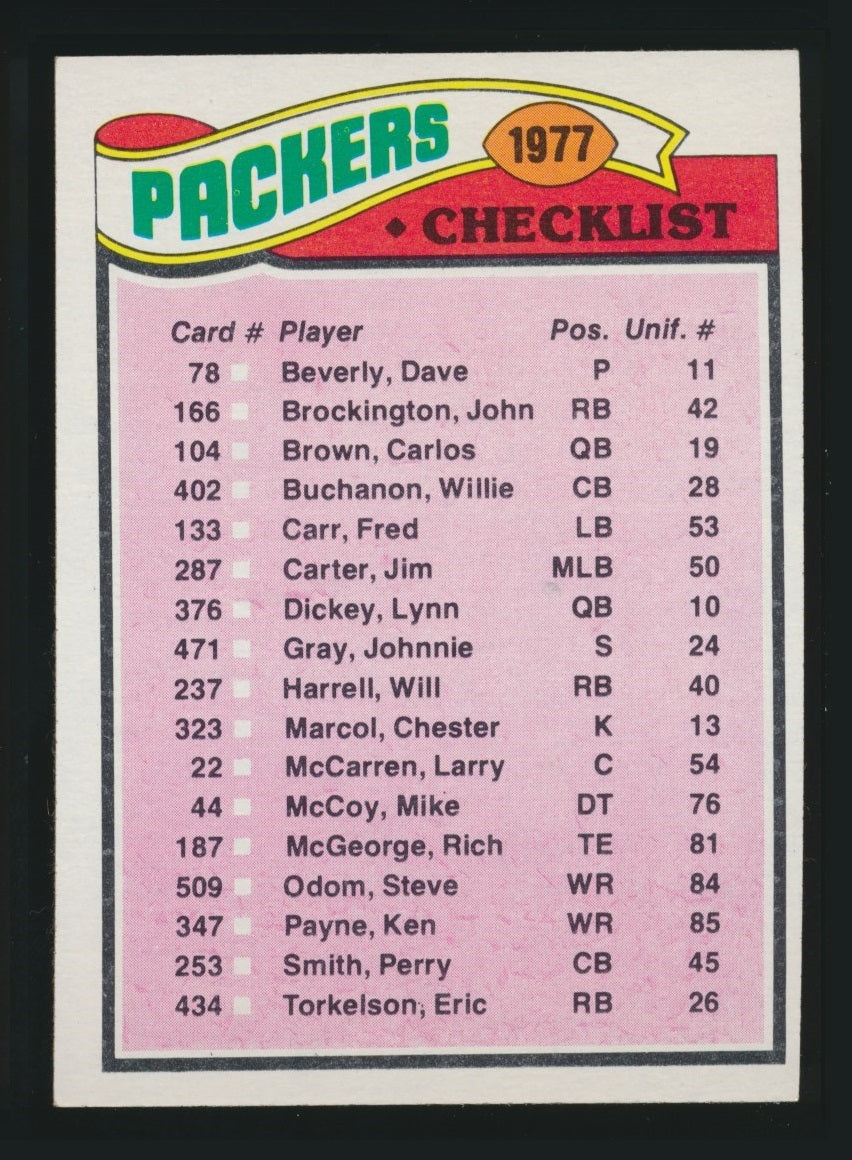 PACKERS
1977
♦ CHECKLIST
Card # Player Pos. Unif. #
78 Beverly, Dave P 11
166 Brockington, John RB 42
104 Brown, Carlos QB 19
402 Buchanon, Willie CB 28
133 Carr, Fred LB 53
287 Carter, Jim MLB 50
376 Dickey, Lynn QB 10
471 Gray, Johnnie S 24
237 Harrell, Will RB 40
323 Marcol, Chester K 13
22 McCarren, Larry C 54
44 McCoy, Mike DT 76
187 McGeorge, Rich TE 81
509 Odom, Steve WR 84
347 Payne, Ken WR 85
253 Smith, Perry CB 45
434 Torkelson, Eric RB 26